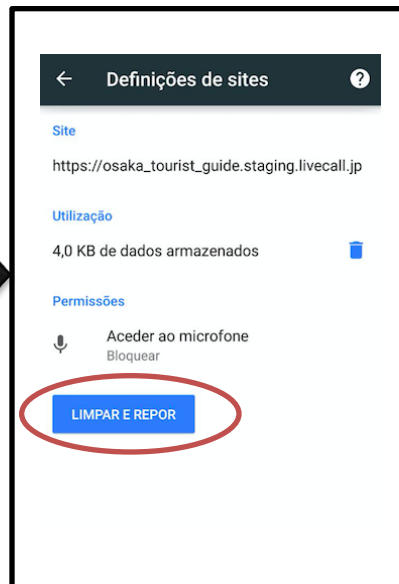 Definições de sites
Site
https://osaka_tourist_guide.staging.livecall.jp
Utilização
4,0 KB de dados armazenados
Permissões
Aceder ao microfone
Bloquear
LIMPAR E REPOR